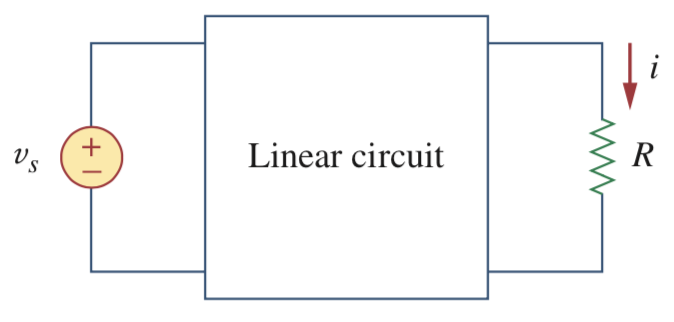 i
+
v_s
−
Linear circuit
R